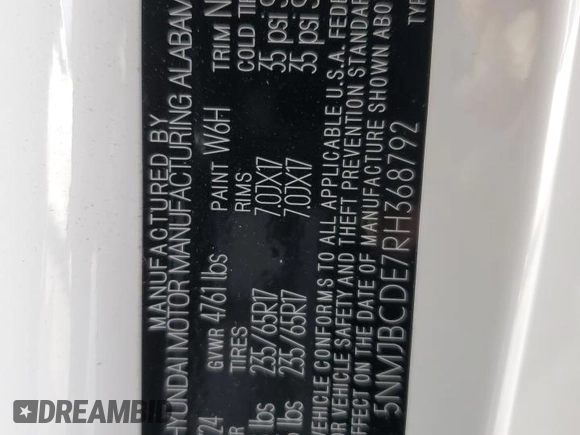 MANUFACTURED BY
HYUNDAI MOTOR MANUFACTURING ALABAMA
/24 GVWR 4761 lbs PAINT W6H TRIM N
R TIRES RIMS COLD TI
lbs 235/65R17 7.0JX17 35 psi S
lbs 235/65R17 7.0JX17 35 psi S
VEHICLE CONFORMS TO ALL APPLICABLE U.S.A. FEDE
R VEHICLE SAFETY AND THEFT PREVENTION STANDAR
ON THE DATE OF MANUFACTURE SHOWN ABO
5NMJBCDE7RH368792 TYP
DREAMBID